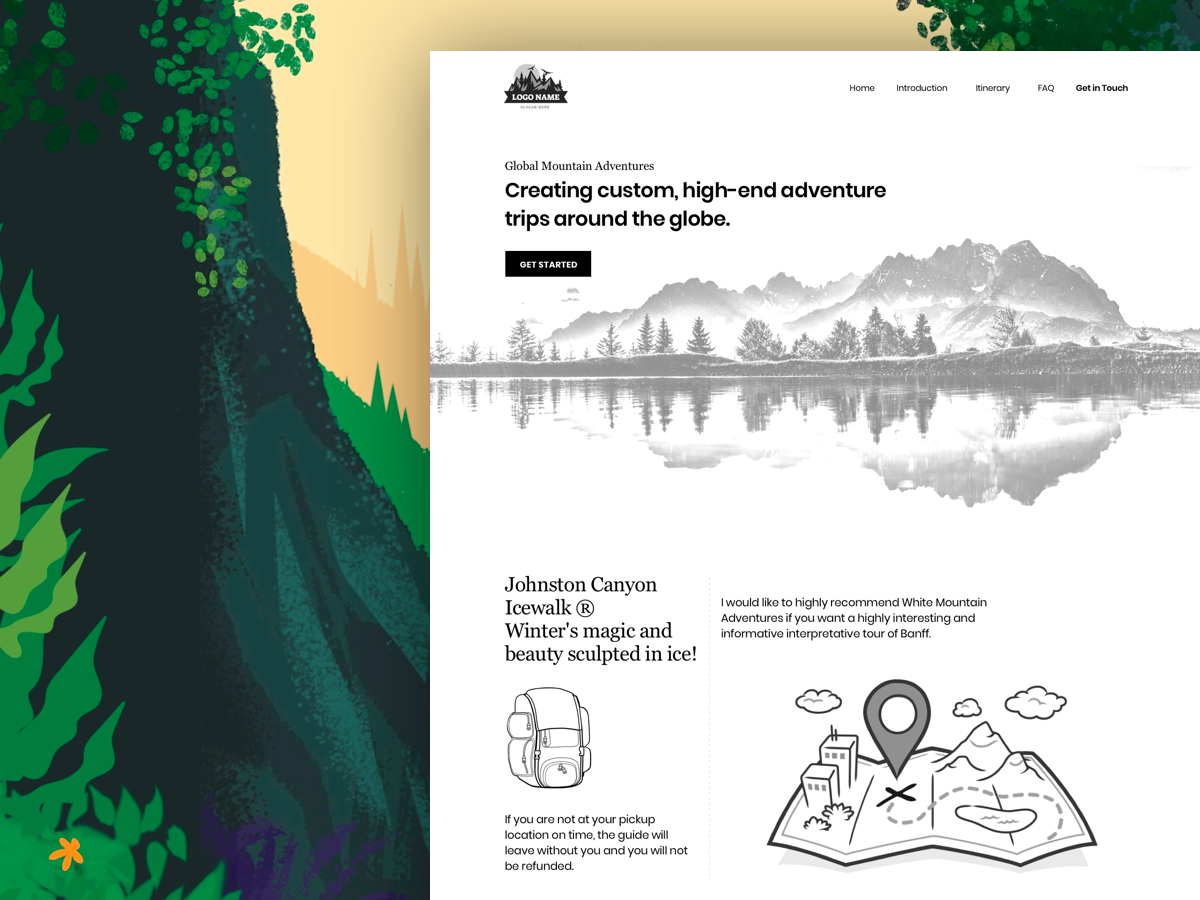 LOGO NAME
SLOGAN HERE
Home Introduction Itinerary FAQ Get in Touch
Global Mountain Adventures
Creating custom, high-end adventure
trips around the globe.
GET STARTED
Johnston Canyon
Icewalk ®
Winter's magic and
beauty sculpted in ice!
If you are not at your pickup
location on time, the guide will
leave without you and you will not
be refunded.
I would like to highly recommend White Mountain
Adventures if you want a highly interesting and
informative interpretative tour of Banff.